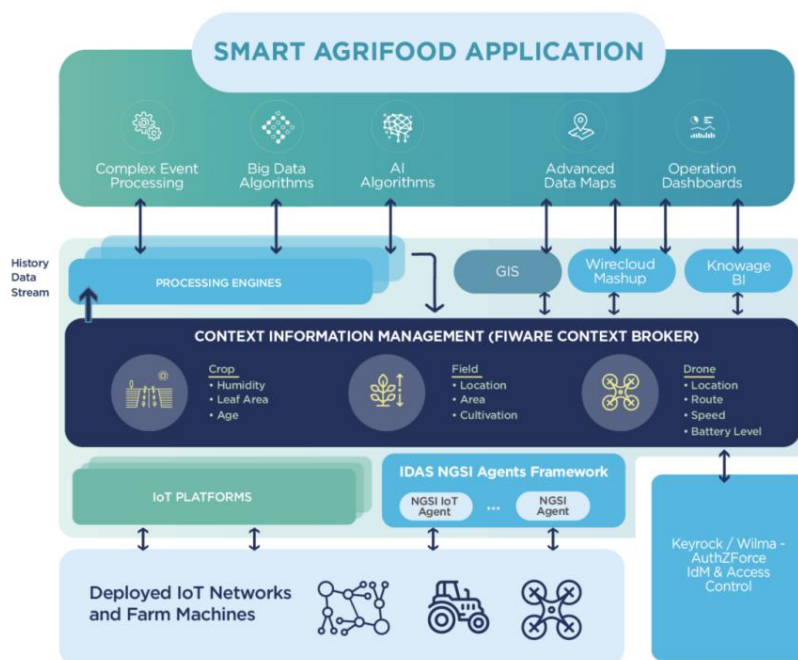 SMART AGRIFOOD APPLICATION
Complex Event
Processing
Big Data
Algorithms
AI
Algorithms
Advanced
Data Maps
Operation
Dashboards
History
Data
Stream
PROCESSING ENGINES
GIS
Wirecloud
Mashup
Knowage
BI
CONTEXT INFORMATION MANAGEMENT (FIWARE CONTEXT BROKER)
Crop
• Humidity
• Leaf Area
• Age
Field
• Location
• Area
• Cultivation
Drone
• Location
• Route
• Speed
• Battery Level
IoT PLATFORMS
IDAS NGSI Agents Framework
NGSI IoT
Agent
...
NGSI
Agent
Keyrock / Wilma -
AuthZForce
IdM & Access
Control
Deployed IoT Networks
and Farm Machines